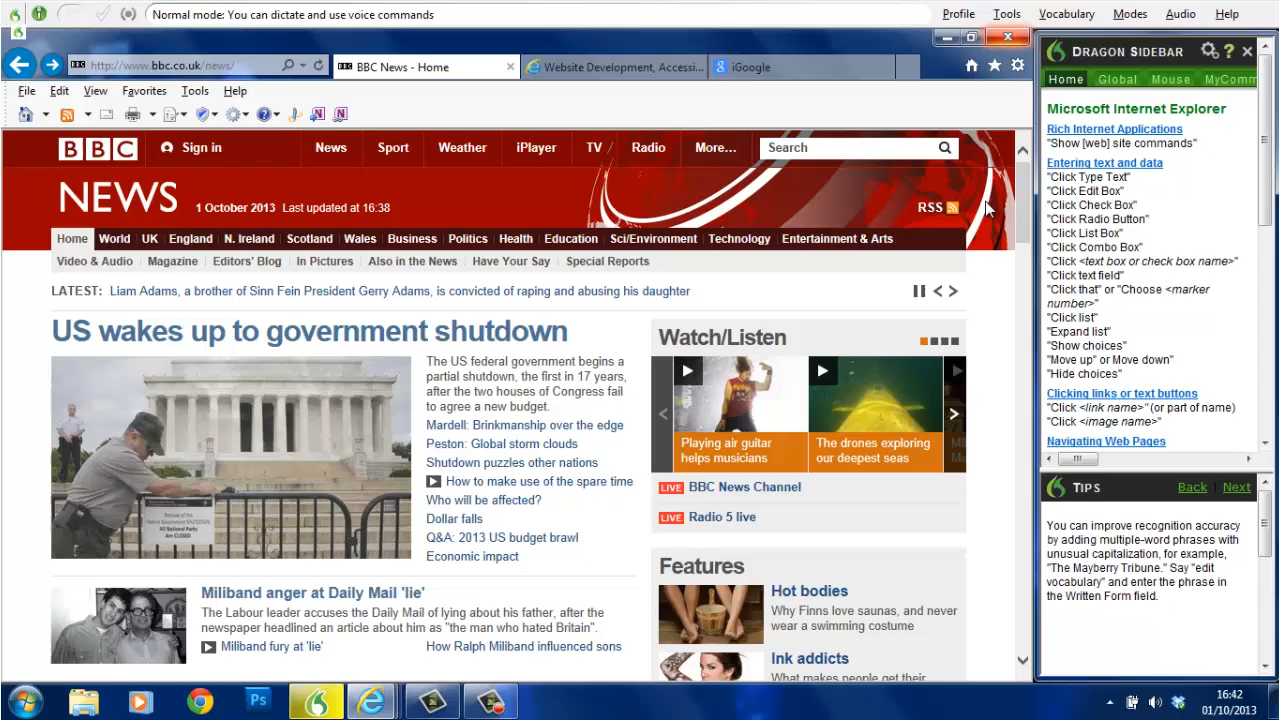 Normal mode: You can dictate and use voice commands
Profile Tools Vocabulary Modes Audio Help
http://www.bbc.co.uk/news/
BBC News - Home
Website Development, Accessi...
iGoogle
File Edit View Favorites Tools Help
BBC Sign in News Sport Weather iPlayer TV Radio More... Search
NEWS 1 October 2013 Last updated at 16:38
RSS
Home World UK England N. Ireland Scotland Wales Business Politics Health Education Sci/Environment Technology Entertainment & Arts
Video & Audio Magazine Editors' Blog In Pictures Also in the News Have Your Say Special Reports
LATEST: Liam Adams, a brother of Sinn Fein President Gerry Adams, is convicted of raping and abusing his daughter
US wakes up to government shutdown
The US federal government begins a
partial shutdown, the first in 17 years,
after the two houses of Congress fail
to agree a new budget.
Mardell: Brinkmanship over the edge
Peston: Global storm clouds
Shutdown puzzles other nations
How to make use of the spare time
Who will be affected?
Dollar falls
Q&A: 2013 US budget brawl
Economic impact
Miliband anger at Daily Mail 'lie'
The Labour leader accuses the Daily Mail of lying about his father, after the
newspaper headlined an article about him as "the man who hated Britain".
Miliband fury at 'lie'
How Ralph Miliband influenced sons
Watch/Listen
Playing air guitar
helps musicians
The drones exploring
our deepest seas
LIVE BBC News Channel
LIVE Radio 5 live
Features
Hot bodies
Why Finns love saunas, and never
wear a swimming costume
Ink addicts
What makes people get their
DRAGON SIDEBAR
Home Global Mouse MyComm
Microsoft Internet Explorer
Rich Internet Applications
"Show [web] site commands"
Entering text and data
"Click Type Text"
"Click Edit Box"
"Click Check Box"
"Click Radio Button"
"Click List Box"
"Click Combo Box"
"Click <text box or check box name>"
"Click text field"
"Click that" or "Choose <marker
number>"
"Click list"
"Expand list"
"Show choices"
"Move up" or Move down"
"Hide choices"
Clicking links or text buttons
"Click <link name>" (or part of name)
"Click <image name>"
Navigating Web Pages
TIPS Back Next
You can improve recognition accuracy
by adding multiple-word phrases with
unusual capitalization, for example,
"The Mayberry Tribune." Say "edit
vocabulary" and enter the phrase in
the Written Form field.
Ps
16:42
01/10/2013